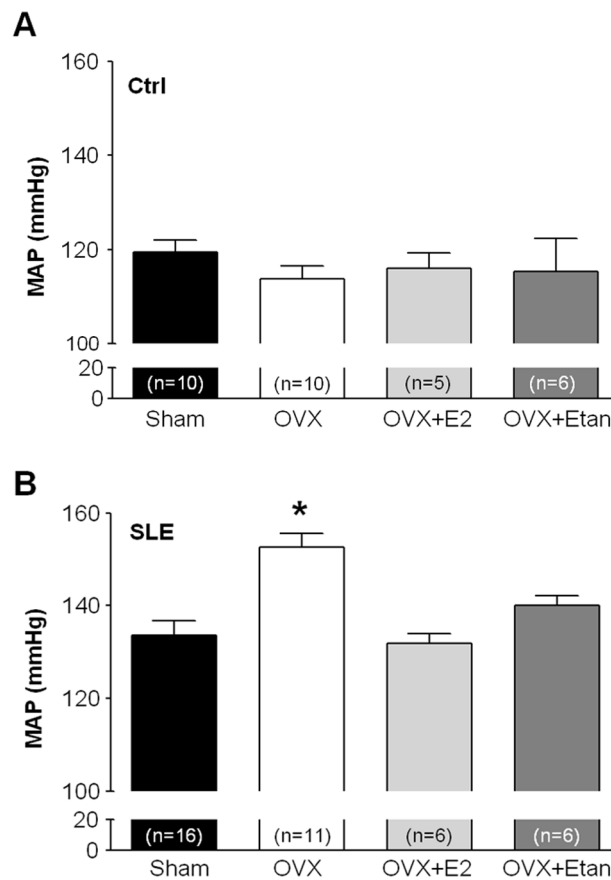 A
Ctrl
MAP (mmHg)
160
140
120
100
20
0
(n=10) (n=10) (n=5) (n=6)
Sham OVX OVX+E2 OVX+Etan
B
SLE
*
MAP (mmHg)
160
140
120
100
20
0
(n=16) (n=11) (n=6) (n=6)
Sham OVX OVX+E2 OVX+Etan